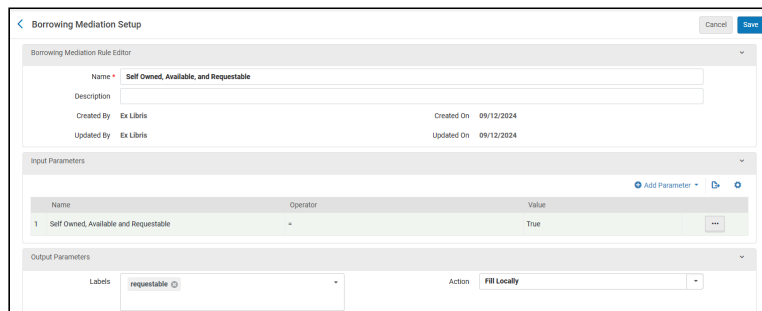 Borrowing Mediation Setup
Cancel
Save
Borrowing Mediation Rule Editor
Name * Self Owned, Available, and Requestable
Description
Created By Ex Libris Created On 09/12/2024
Updated By Ex Libris Updated On 09/12/2024
Input Parameters
Add Parameter
Name Operator Value
1 Self Owned, Available and Requestable = True
Output Parameters
Labels requestable Action Fill Locally